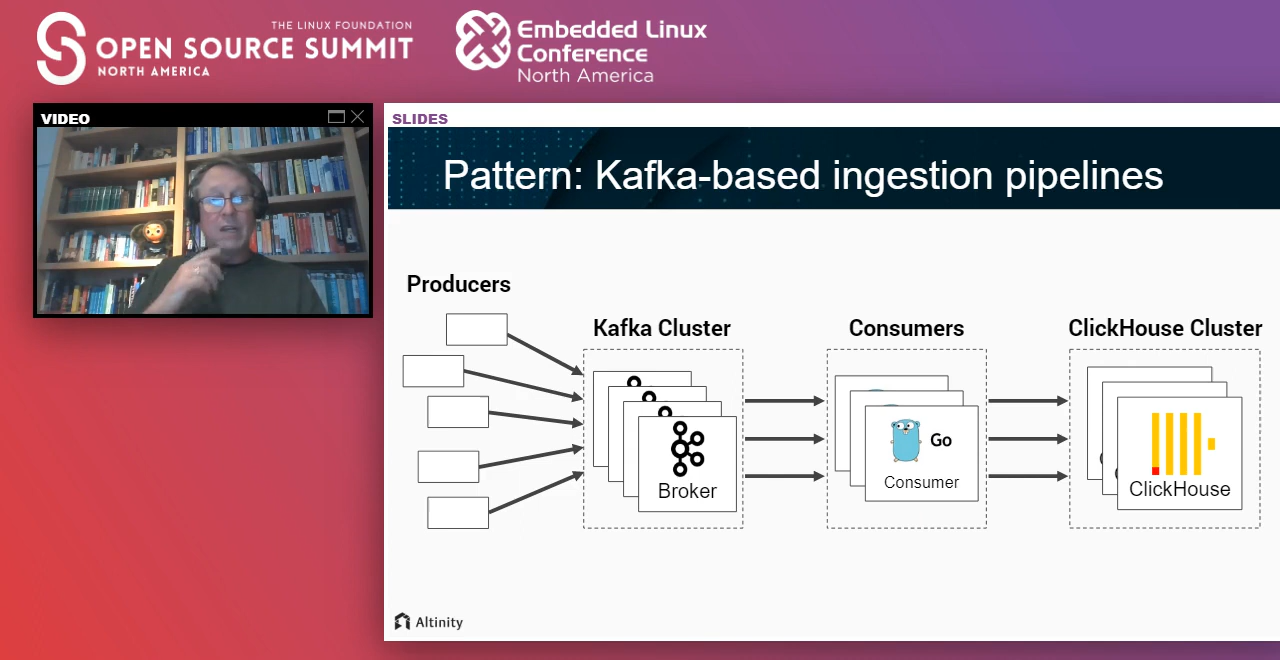 THE LINUX FOUNDATION
OPEN SOURCE SUMMIT
NORTH AMERICA
Embedded Linux
Conference
North America
VIDEO
SLIDES
Pattern: Kafka-based ingestion pipelines
Producers
Kafka Cluster
Consumers
ClickHouse Cluster
Go
Broker
Consumer
ClickHouse
Altinity